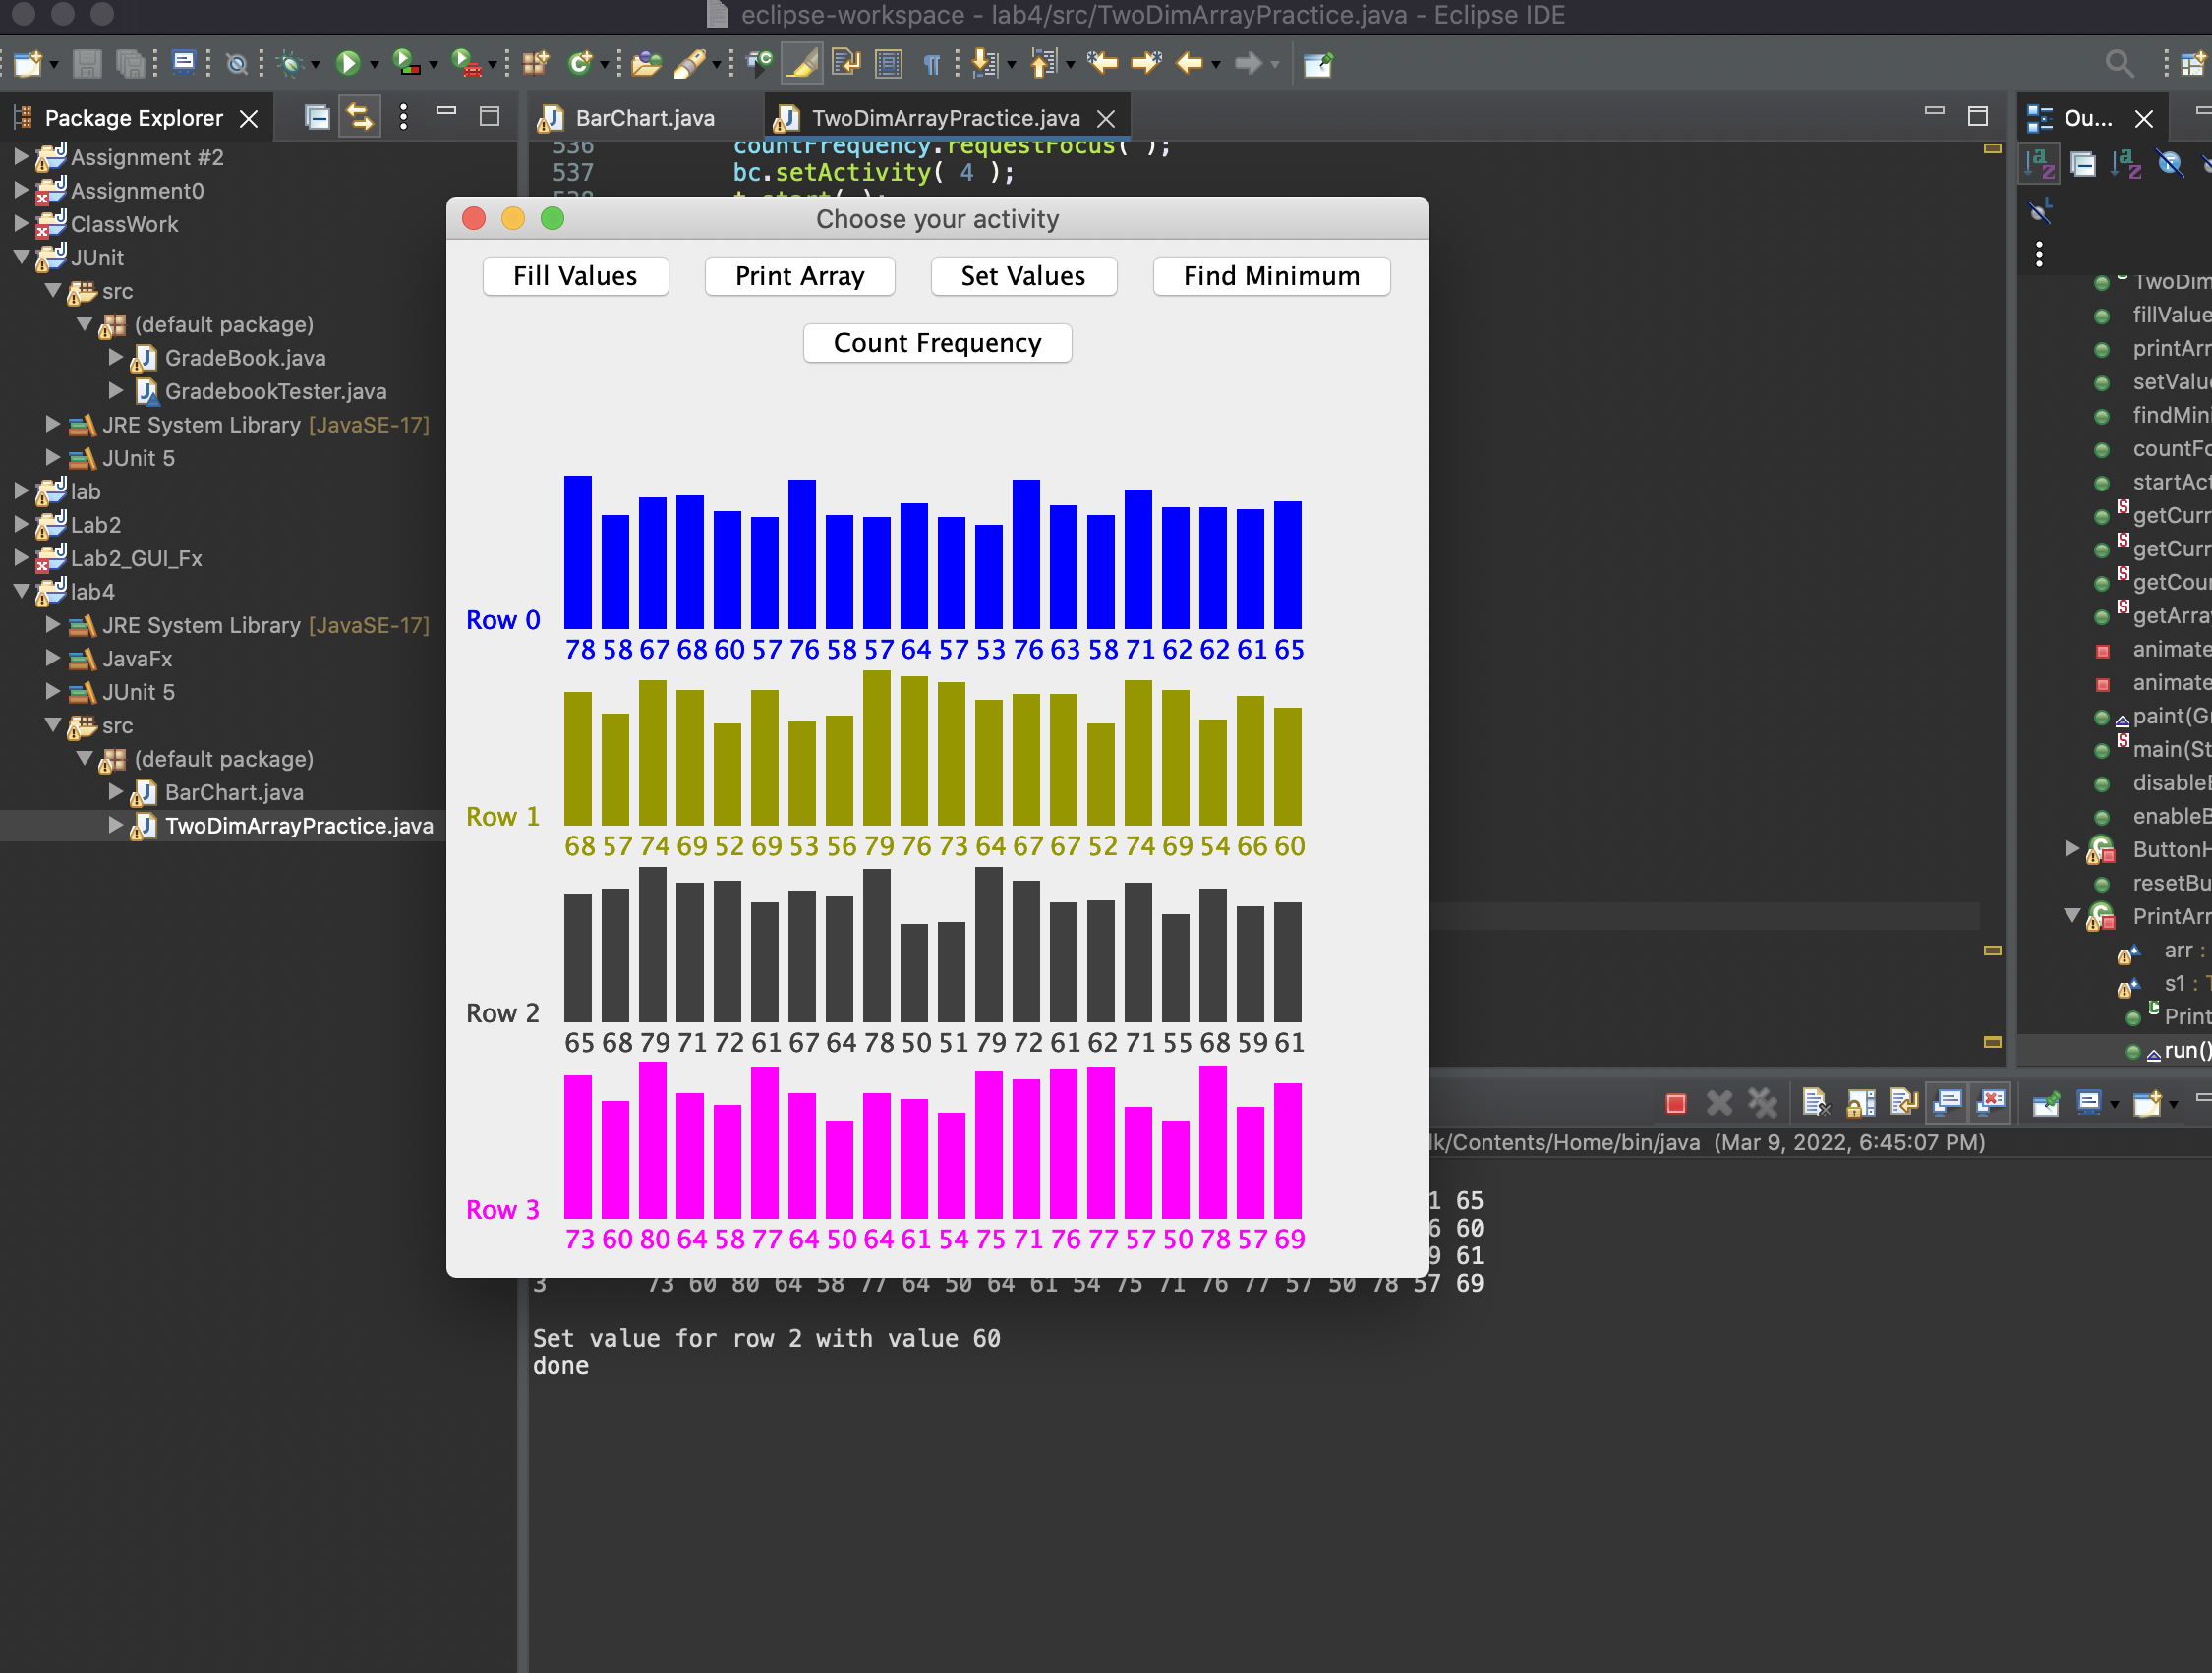 eclipse-workspace - lab4/src/TwoDimArrayPractice.java - Eclipse IDE
Package Explorer
Assignment #2
Assignment0
ClassWork
JUnit
src
(default package)
GradeBook.java
GradebookTester.java
JRE System Library [JavaSE-17]
JUnit 5
lab
Lab2
Lab2_GUI_Fx
lab4
JRE System Library [JavaSE-17]
JavaFx
JUnit 5
src
(default package)
BarChart.java
TwoDimArrayPractice.java
BarChart.java
TwoDimArrayPractice.java
536 countFrequency.requestFocus( );
537 bc.setActivity( 4 );
Choose your activity
Fill Values Print Array Set Values Find Minimum
Count Frequency
Row 0
78 58 67 68 60 57 76 58 57 64 57 53 76 63 58 71 62 62 61 65
Row 1
68 57 74 69 52 69 53 56 79 76 73 64 67 67 52 74 69 54 66 60
Row 2
65 68 79 71 72 61 67 64 78 50 51 79 72 61 62 71 55 68 59 61
Row 3
73 60 80 64 58 77 64 50 64 61 54 75 71 76 77 57 50 78 57 69
Ou...
TwoDim
fillValue
printArr
setValu
findMini
countFo
startAct
getCurr
getCurr
getCour
getArra
animate
animate
paint(Gr
main(St
disableB
enableB
ButtonH
resetBu
PrintArr
arr :
s1 : T
Print
run()
lk/Contents/Home/bin/java (Mar 9, 2022, 6:45:07 PM)
1 65
6 60
9 61
3 73 60 80 64 58 77 64 50 64 61 54 75 71 76 77 57 50 78 57 69
Set value for row 2 with value 60
done